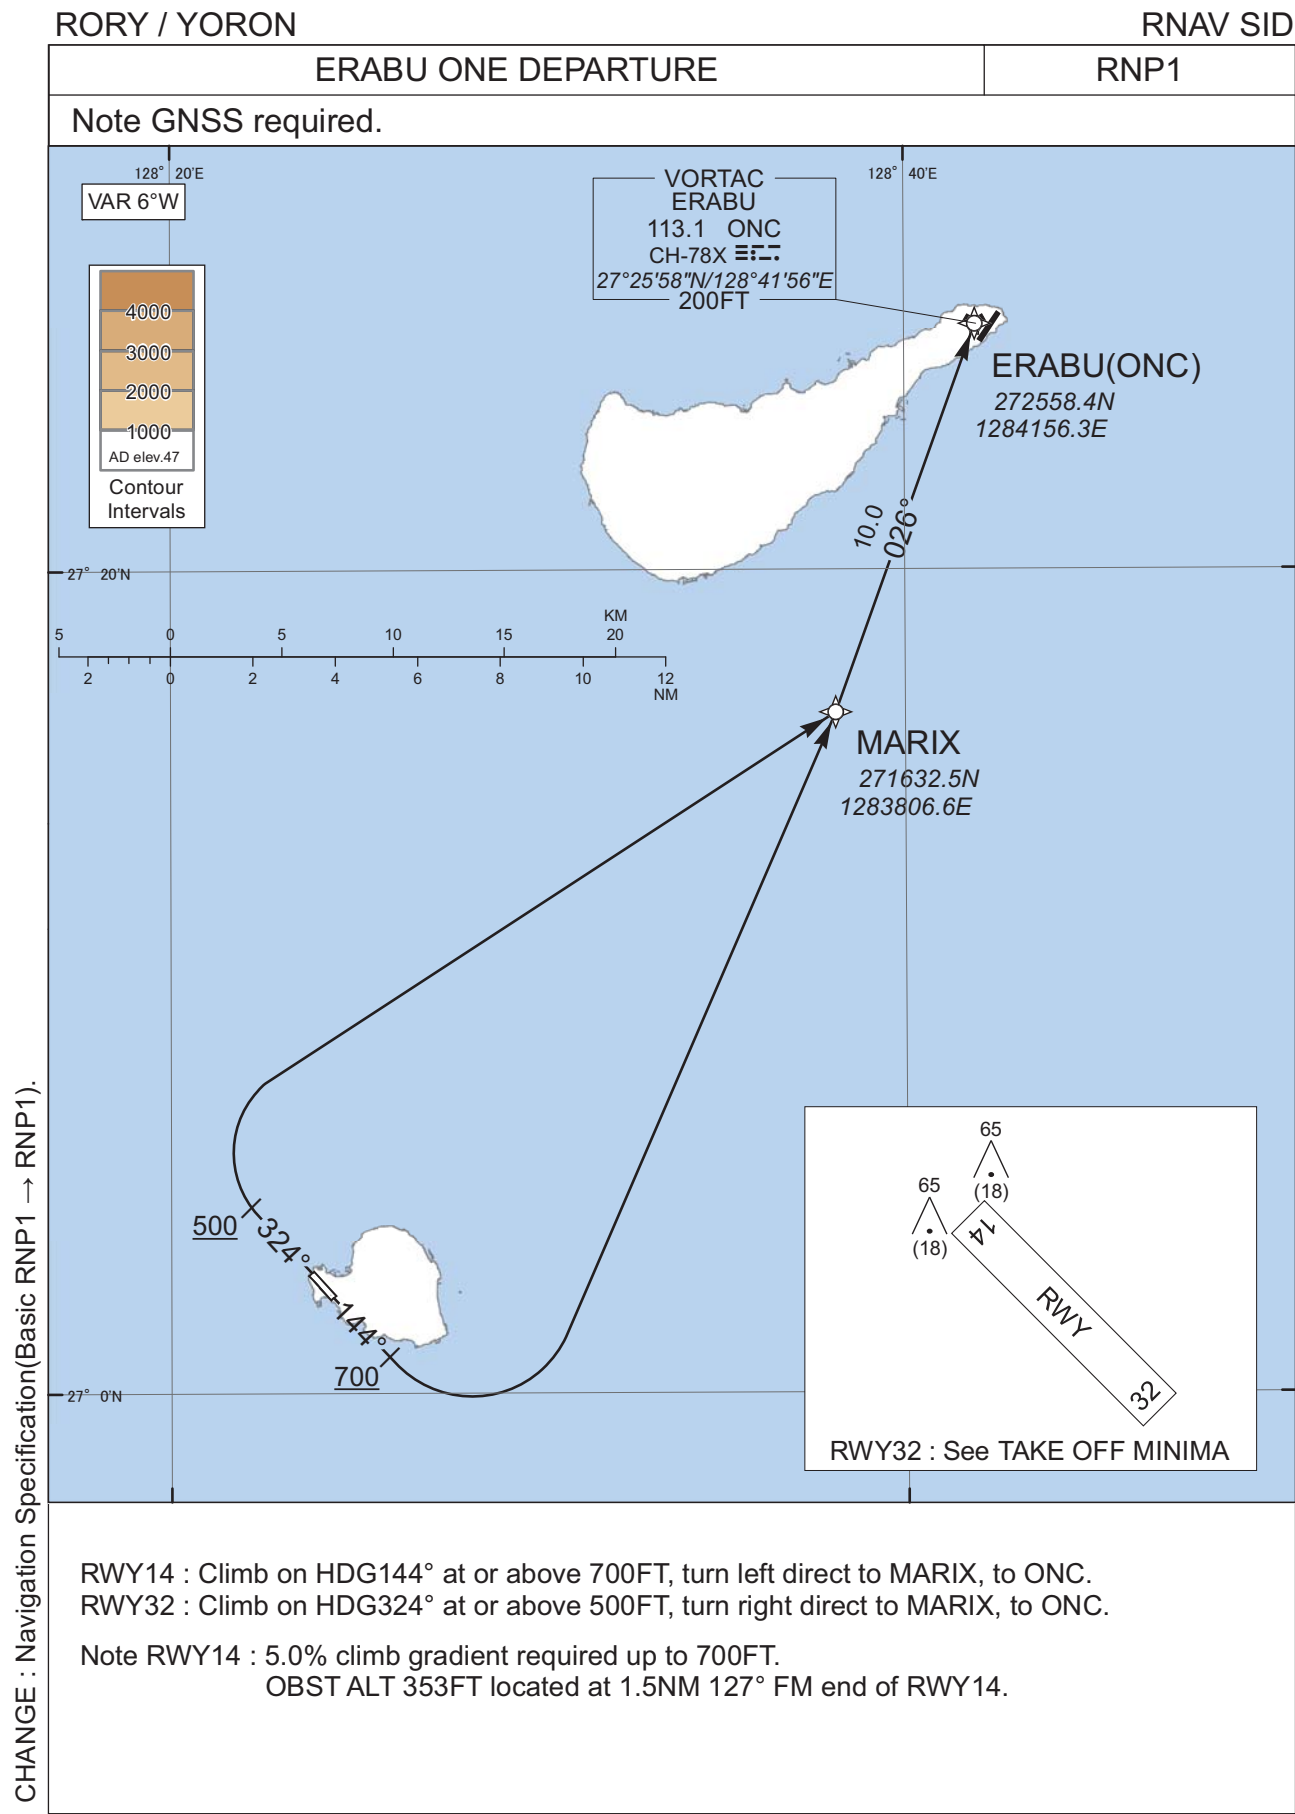 RORY / YORON
RNAV SID
ERABU ONE DEPARTURE
RNP1
Note GNSS required.
128° 20'E
128° 40'E
VAR 6°W
VORTAC
ERABU
113.1 ONC
CH-78X
27°25'58"N/128°41'56"E
200FT
4000
3000
2000
1000
AD elev.47
Contour
Intervals
ERABU(ONC)
272558.4N
1284156.3E
10.0
026°
27° 20'N
KM
5 0 5 10 15 20
2 0 2 4 6 8 10 12
NM
MARIX
271632.5N
1283806.6E
500
324°
144°
700
27° 0'N
65
(18)
65
(18)
14
RWY
32
RWY32 : See TAKE OFF MINIMA
RWY14 : Climb on HDG144° at or above 700FT, turn left direct to MARIX, to ONC.
RWY32 : Climb on HDG324° at or above 500FT, turn right direct to MARIX, to ONC.
Note RWY14 : 5.0% climb gradient required up to 700FT.
OBST ALT 353FT located at 1.5NM 127° FM end of RWY14.
CHANGE : Navigation Specification(Basic RNP1 → RNP1).